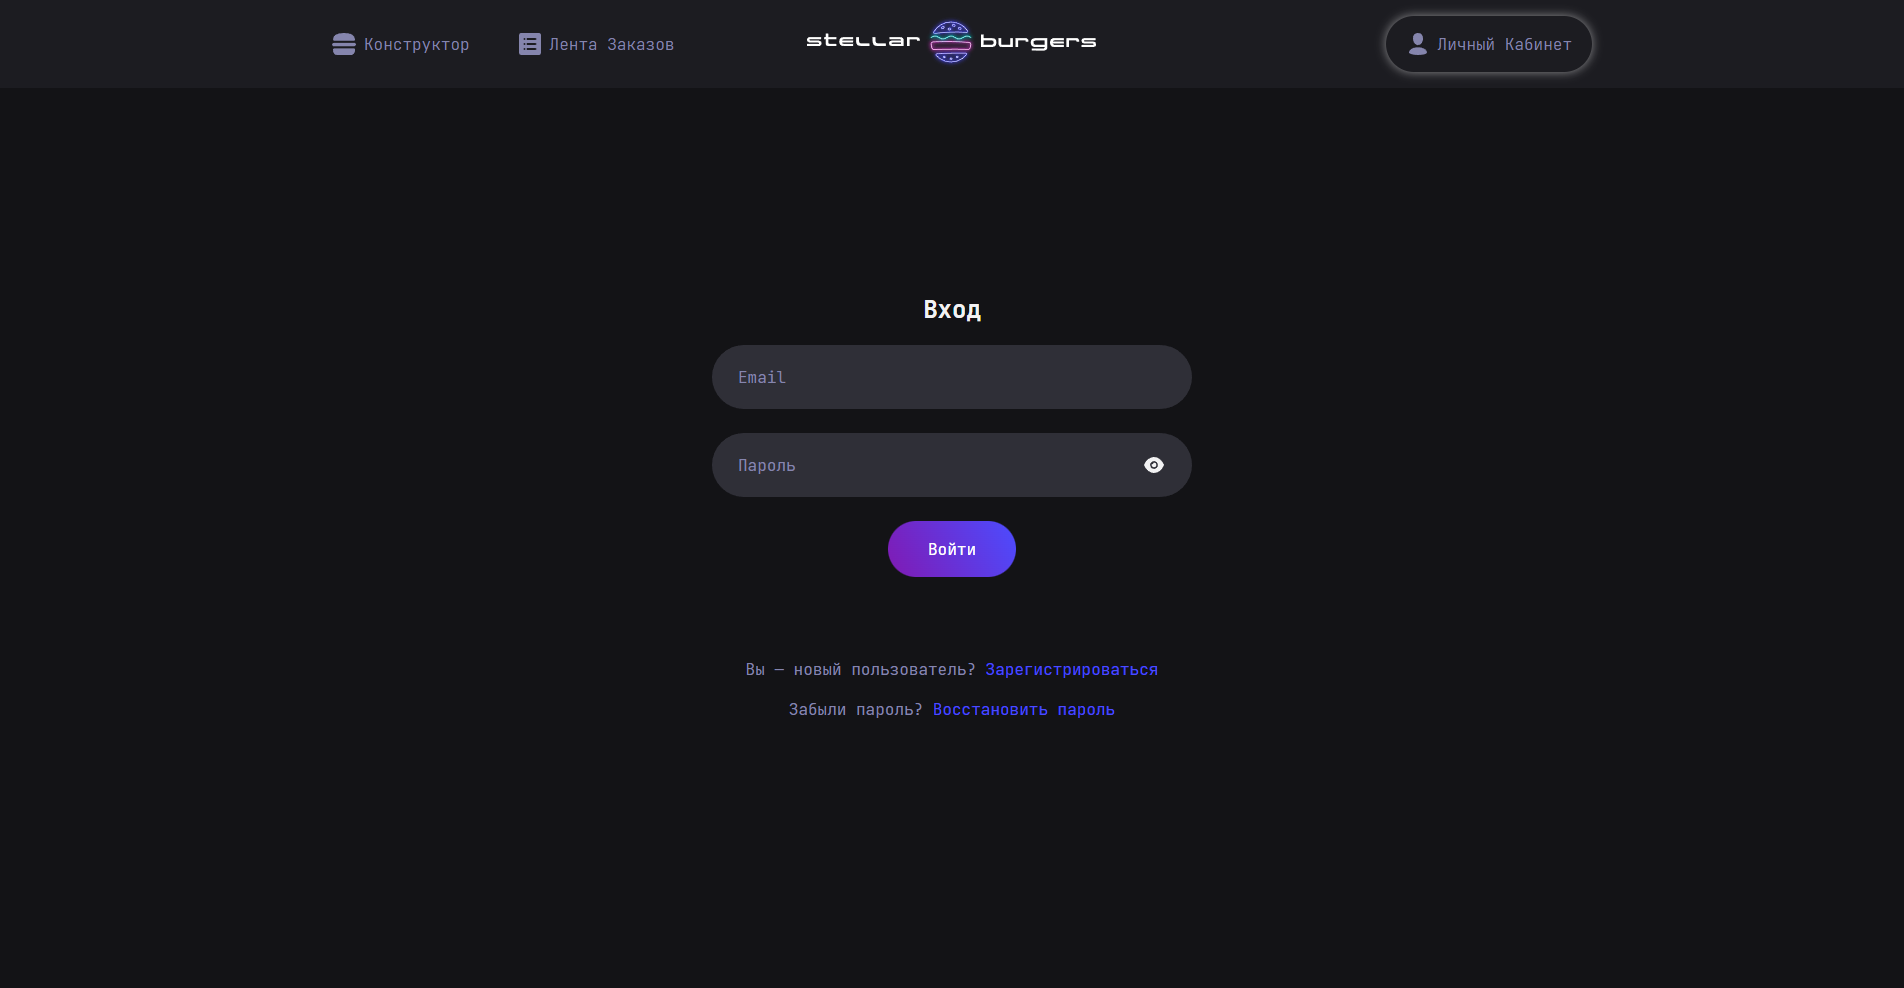 Конструктор
Лента Заказов
stellar burgers
Личный Кабинет
Вход
Email
Пароль
Войти
Вы — новый пользователь? Зарегистрироваться
Забыли пароль? Восстановить пароль